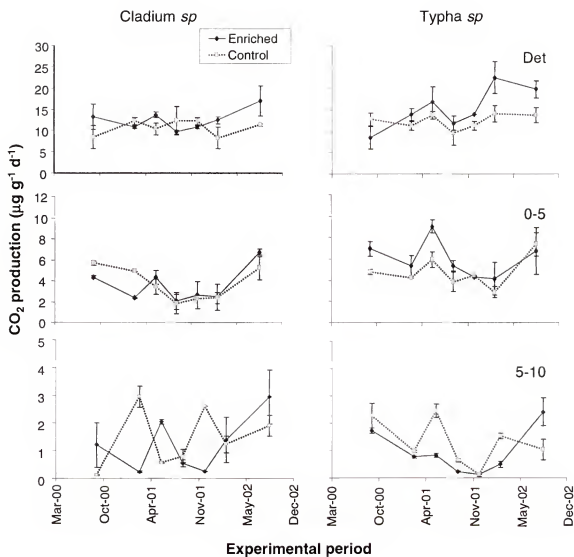 Cladium sp
Typha sp
Enriched
Control
Det
30
25
20
15
10
5
0
0-5
12
10
8
6
4
2
0
CO2 production (µg g-1 d-1)
5-10
5
4
3
2
1
0
Mar-00
Oct-00
Apr-01
Nov-01
May-02
Dec-02
Mar-00
Oct-00
Apr-01
Nov-01
May-02
Dec-02
Experimental period